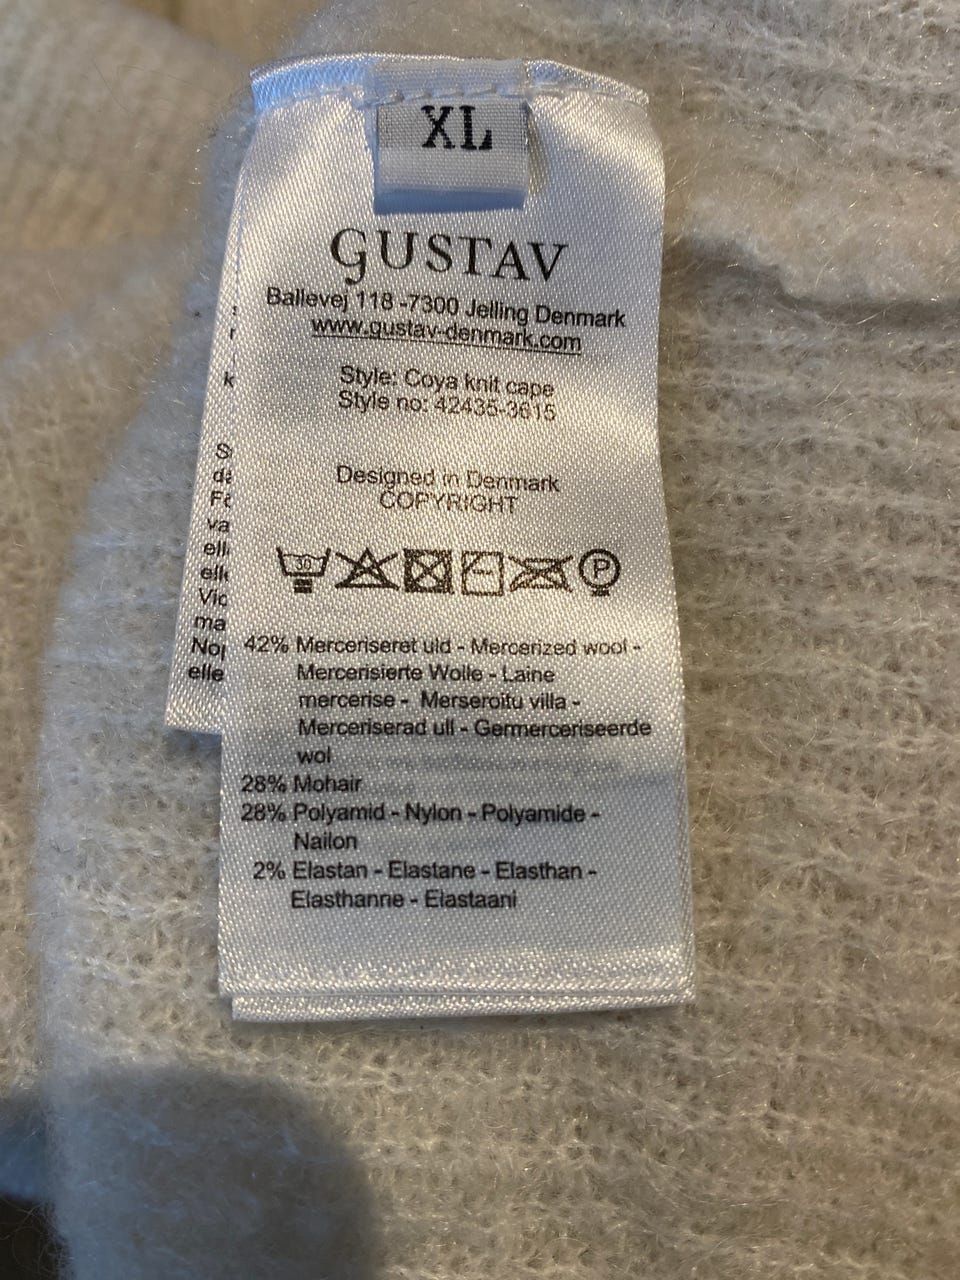 XL
GUSTAV
Ballevej 118 -7300 Jelling Denmark
www.gustav-denmark.com
Style: Coya knit cape
Style no: 42435-3615
Designed in Denmark
COPYRIGHT
30
P
42% Merceriseret uld - Mercerized wool -
Mercerisierte Wolle - Laine
mercerise - Merseroitu villa -
Merceriserad ull - Germerceriseerde
wol
28% Mohair
28% Polyamid - Nylon - Polyamide -
Nailon
2% Elastan - Elastane - Elasthan -
Elasthanne - Elastaani